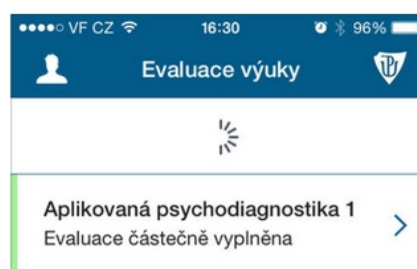 VF CZ 16:30 96%
Evaluace výuky
Aplikovaná psychodiagnostika 1
Evaluace částečně vyplněna